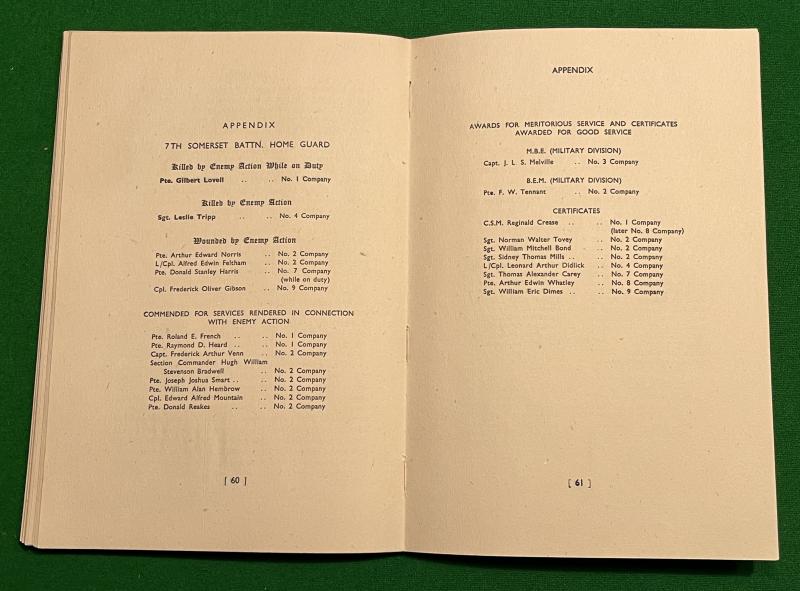 APPENDIX
7TH SOMERSET BATTN. HOME GUARD
Killed by Enemy Action While on Duty
Pte. Gilbert Lovell .. .. No. 1 Company
Killed by Enemy Action
Sgt. Leslie Tripp .. .. No. 4 Company
Wounded by Enemy Action
Pte. Arthur Edward Norris .. No. 2 Company
L/Cpl. Alfred Edwin Feltham .. No. 2 Company
Pte. Donald Stanley Harris .. No. 7 Company
(while on duty)
Cpl. Frederick Oliver Gibson .. No. 9 Company
COMMENDED FOR SERVICES RENDERED IN CONNECTION
WITH ENEMY ACTION
Pte. Roland E. French .. .. No. 1 Company
Pte. Raymond D. Heard .. .. No. 1 Company
Capt. Frederick Arthur Venn .. No. 2 Company
Section Commander Hugh William
Stevenson Bradwell .. No. 2 Company
Pte. Joseph Joshua Smart .. .. No. 2 Company
Pte. William Alan Hembrow .. No. 2 Company
Cpl. Edward Alfred Mountain .. No. 2 Company
Pte. Donald Reakes .. .. No. 2 Company
[ 60 ]
APPENDIX
AWARDS FOR MERITORIOUS SERVICE AND CERTIFICATES
AWARDED FOR GOOD SERVICE
M.B.E. (MILITARY DIVISION)
Capt. J. L. S. Melville .. No. 3 Company
B.E.M. (MILITARY DIVISION)
Pte. F. W. Tennant .. No. 2 Company
CERTIFICATES
C.S.M. Reginald Crease .. .. No. 1 Company
(later No. 8 Company)
Sgt. Norman Walter Tovey .. No. 2 Company
Sgt. William Mitchell Bond .. No. 2 Company
Sgt. Sidney Thomas Mills .. .. No. 2 Company
L/Cpl. Leonard Arthur Didlick .. No. 4 Company
Sgt. Thomas Alexander Carey .. No. 7 Company
Pte. Arthur Edwin Whatley .. No. 8 Company
Sgt. William Eric Dimes .. .. No. 9 Company
[ 61 ]